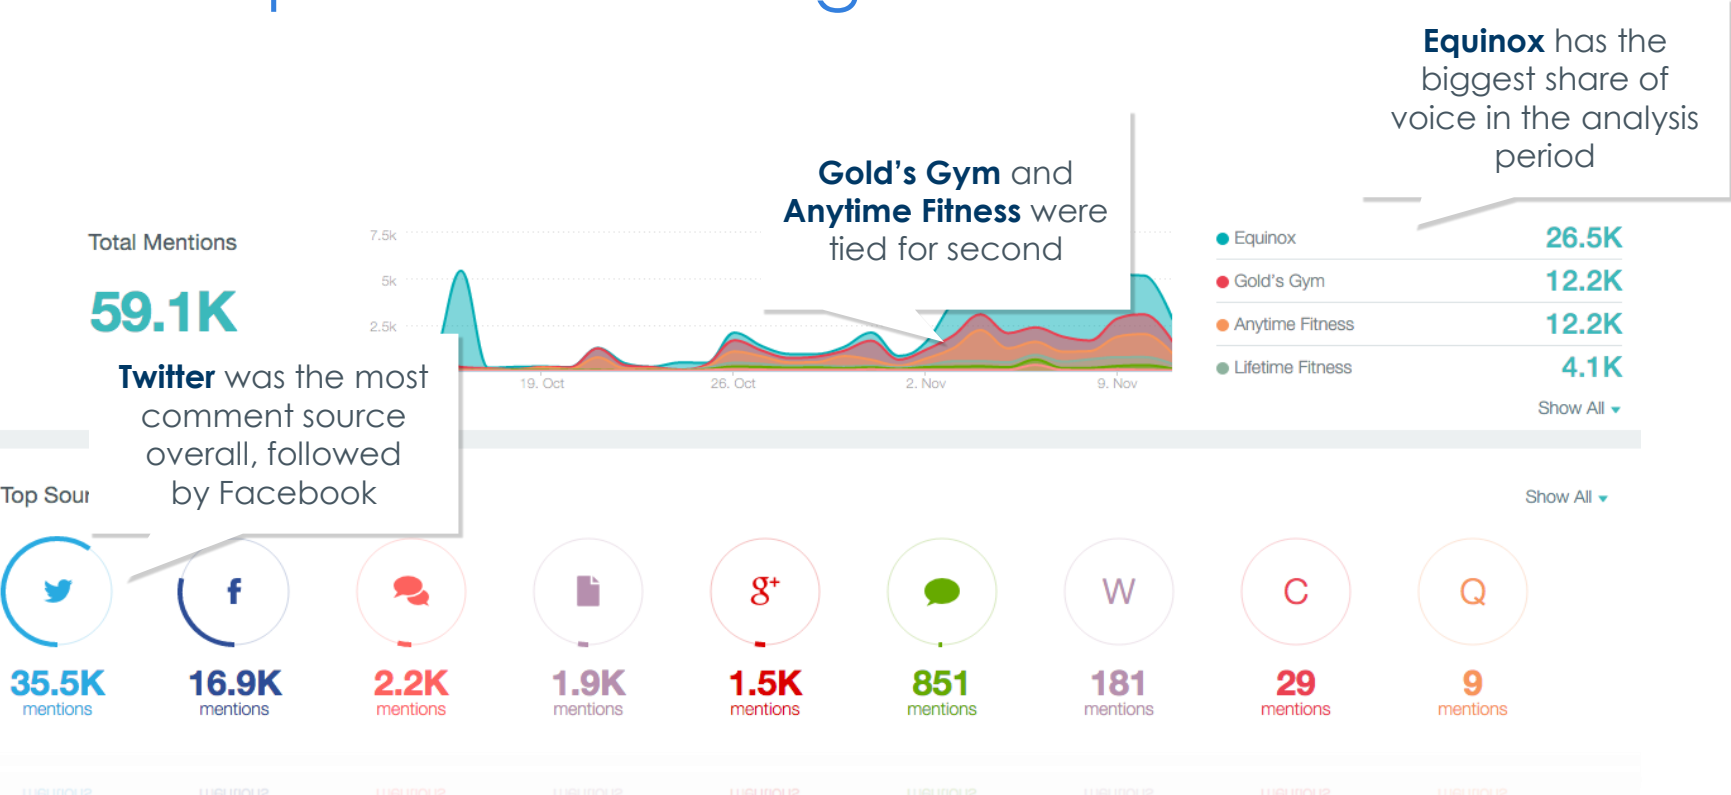 Equinox has the
biggest share of
voice in the analysis
period
Gold's Gym and
Anytime Fitness were
tied for second
Total Mentions
59.1K
7.5k
5k
2.5k
19. Oct
26. Oct
2. Nov
9. Nov
Equinox 26.5K
Gold's Gym 12.2K
Anytime Fitness 12.2K
Lifetime Fitness 4.1K
Show All
Twitter was the most
comment source
overall, followed
by Facebook
Top Sour
Show All
f
g+
W
C
Q
35.5K
mentions
16.9K
mentions
2.2K
mentions
1.9K
mentions
1.5K
mentions
851
mentions
181
mentions
29
mentions
9
mentions